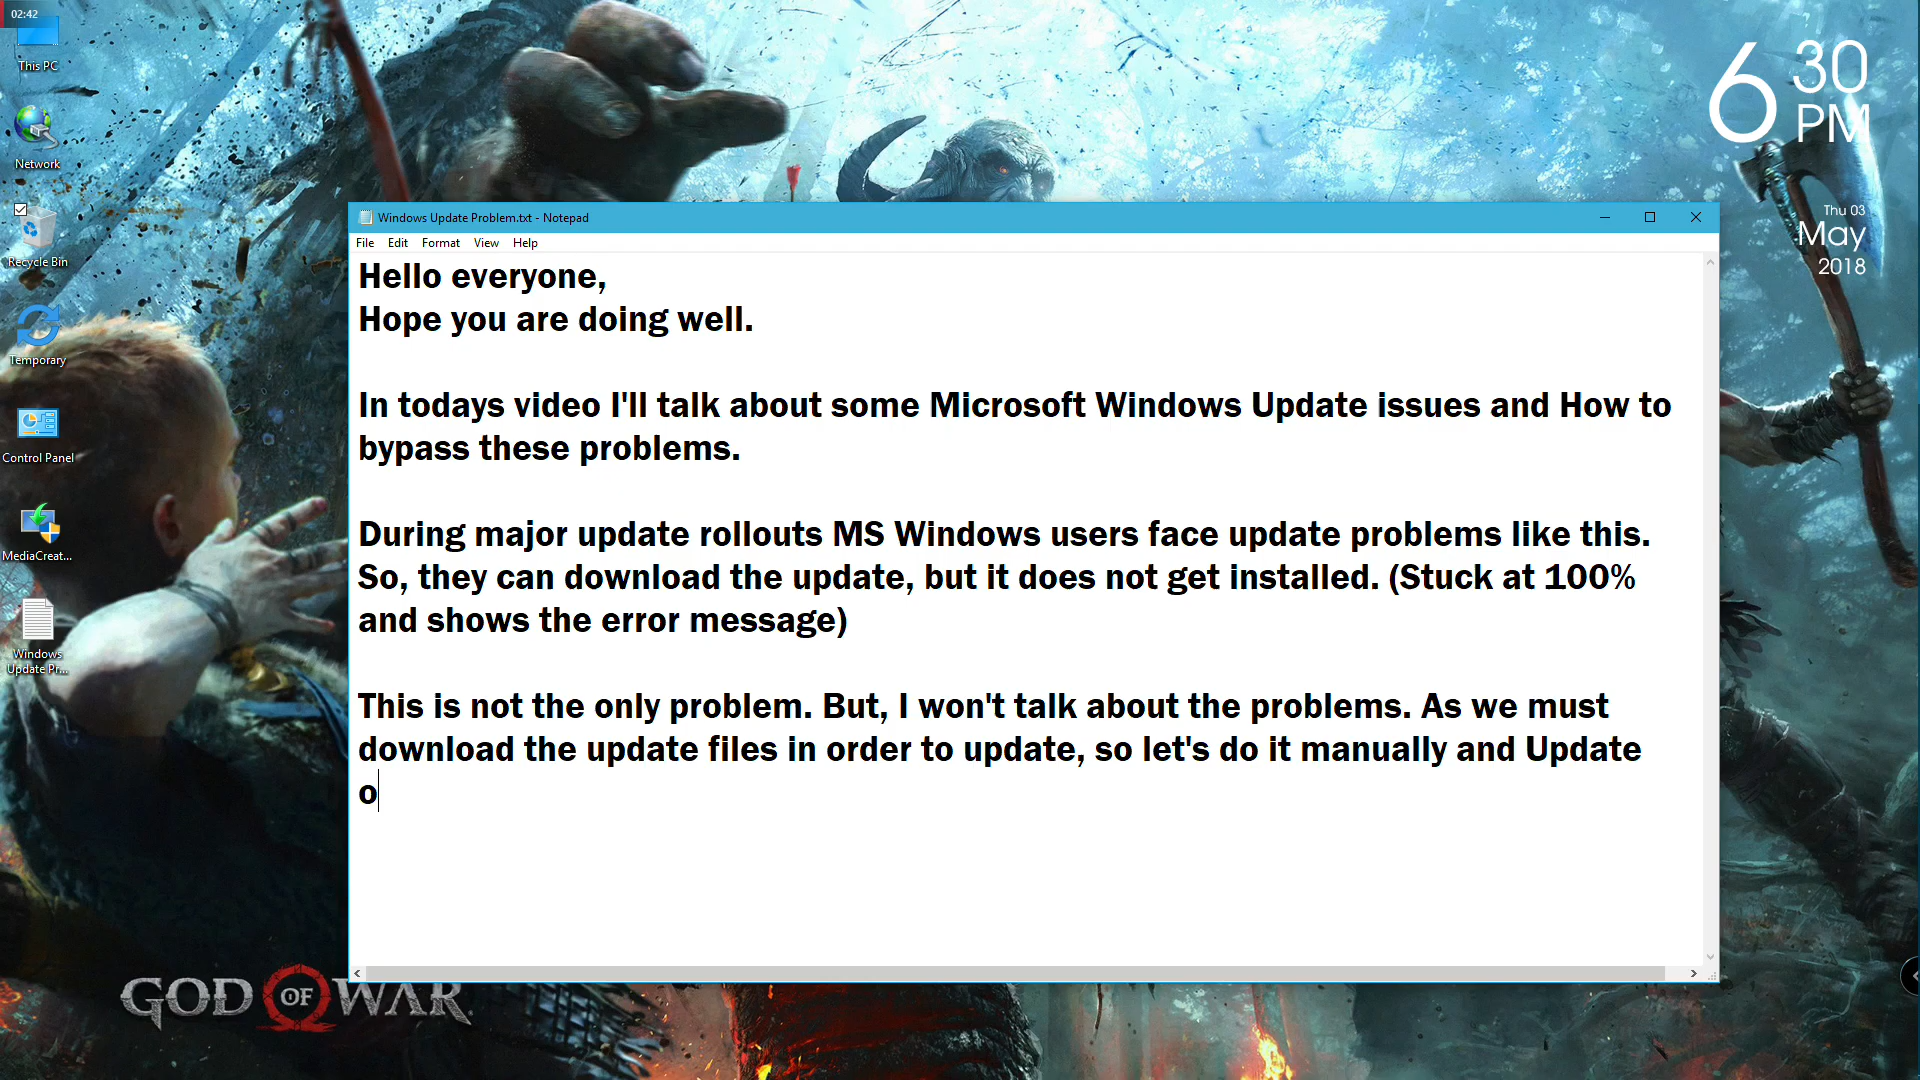 02:42
This PC
Network
Recycle Bin
Temporary
Control Panel
MediaCreat...
Windows
Update Pr...
6 30
PM
Thu 03
May
2018
Windows Update Problem.txt - Notepad
File Edit Format View Help
Hello everyone,
Hope you are doing well.
In todays video I'll talk about some Microsoft Windows Update issues and How to
bypass these problems.
During major update rollouts MS Windows users face update problems like this.
So, they can download the update, but it does not get installed. (Stuck at 100%
and shows the error message)
This is not the only problem. But, I won't talk about the problems. As we must
download the update files in order to update, so let's do it manually and Update
o
GOD OF WAR